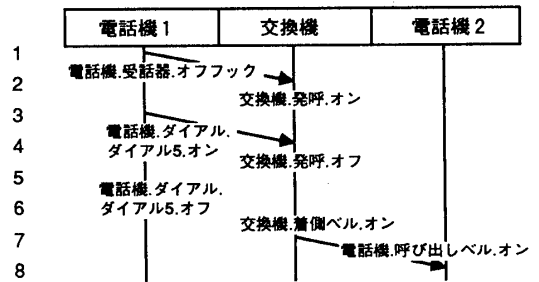 電話機1 交換機 電話機2
1
電話機.受話器.オフフック
2
交換機.発呼.オン
3
電話機.ダイアル.
ダイアル5.オン
4
交換機.発呼.オフ
5
電話機.ダイアル.
ダイアル5.オフ
6
交換機.着側ベル.オン
7
電話機.呼び出しベル.オン
8